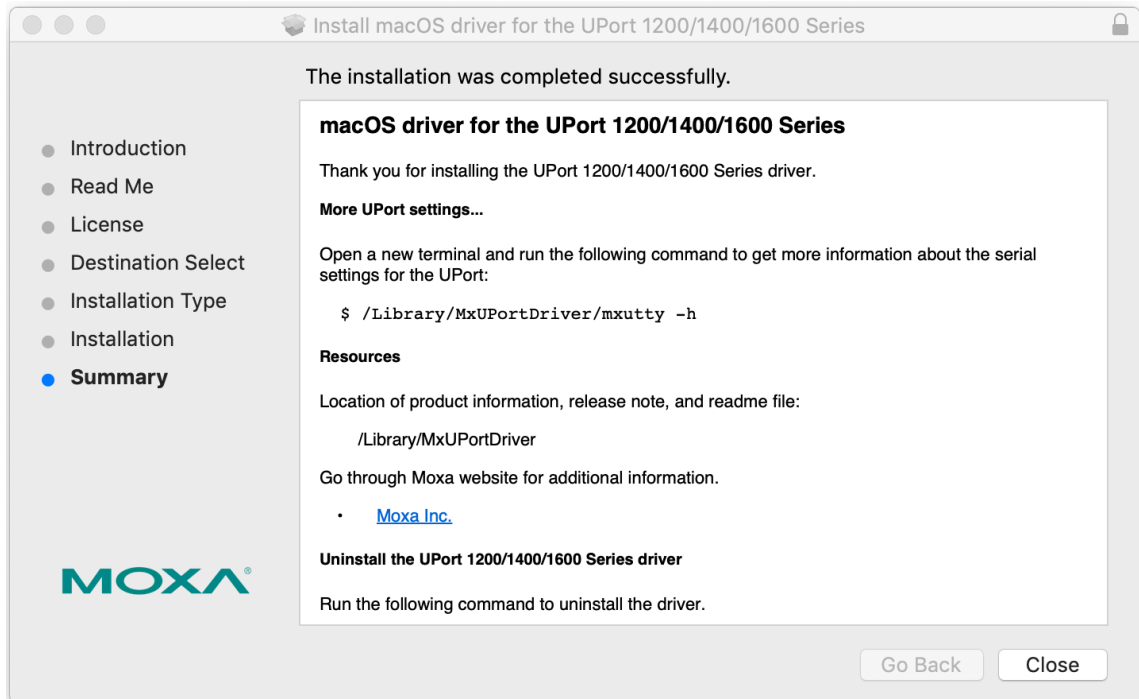 Install macOS driver for the UPort 1200/1400/1600 Series
The installation was completed successfully.
Introduction
Read Me
License
Destination Select
Installation Type
Installation
Summary
macOS driver for the UPort 1200/1400/1600 Series
Thank you for installing the UPort 1200/1400/1600 Series driver.
More UPort settings...
Open a new terminal and run the following command to get more information about the serial
settings for the UPort:
$ /Library/MxUPortDriver/mxutty -h
Resources
Location of product information, release note, and readme file:
/Library/MxUPortDriver
Go through Moxa website for additional information.
• Moxa Inc.
Uninstall the UPort 1200/1400/1600 Series driver
Run the following command to uninstall the driver.
MOXA®
Go Back
Close